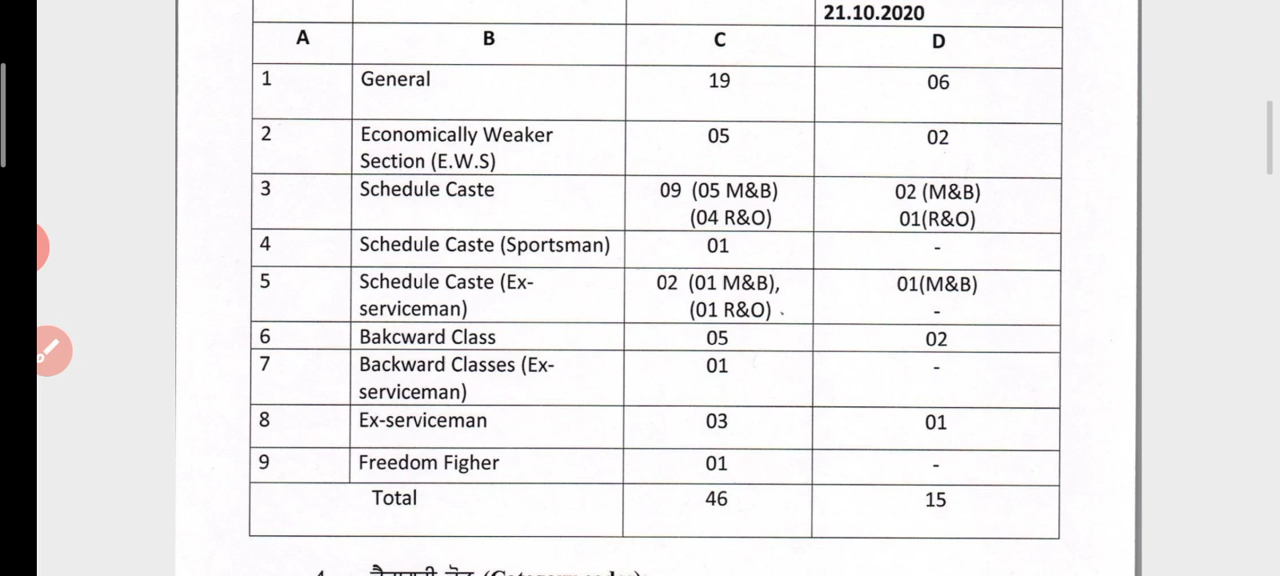 21.10.2020
A B C D
1 General 19 06
2 Economically Weaker 05 02
Section (E.W.S)
3 Schedule Caste 09 (05 M&B) 02 (M&B)
(04 R&O) 01(R&O)
4 Schedule Caste (Sportsman) 01 -
5 Schedule Caste (Ex- 02 (01 M&B), 01(M&B)
serviceman) (01 R&O) -
6 Bakcward Class 05 02
7 Backward Classes (Ex- 01 -
serviceman)
8 Ex-serviceman 03 01
9 Freedom Figher 01 -
Total 46 15
(Category codes):